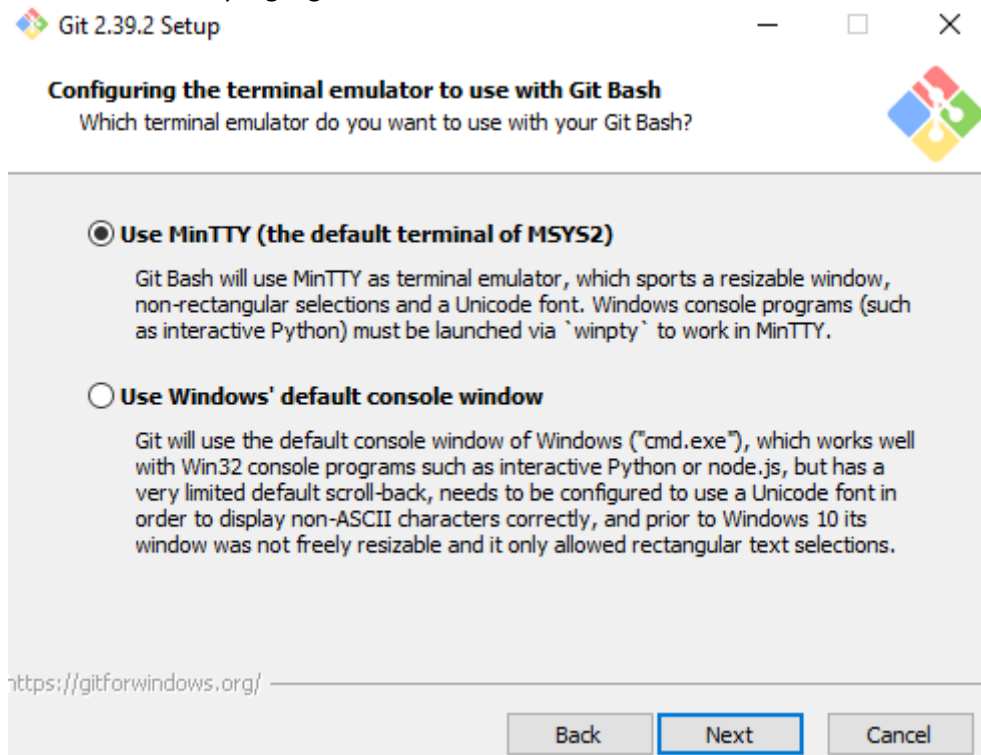 Git 2.39.2 Setup
Configuring the terminal emulator to use with Git Bash
Which terminal emulator do you want to use with your Git Bash?
Use MinTTY (the default terminal of MSYS2)
Git Bash will use MinTTY as terminal emulator, which sports a resizable window,
non-rectangular selections and a Unicode font. Windows console programs (such
as interactive Python) must be launched via `winpty` to work in MinTTY.
Use Windows' default console window
Git will use the default console window of Windows ("cmd.exe"), which works well
with Win32 console programs such as interactive Python or node.js, but has a
very limited default scroll-back, needs to be configured to use a Unicode font in
order to display non-ASCII characters correctly, and prior to Windows 10 its
window was not freely resizable and it only allowed rectangular text selections.
https://gitforwindows.org/
Back Next Cancel